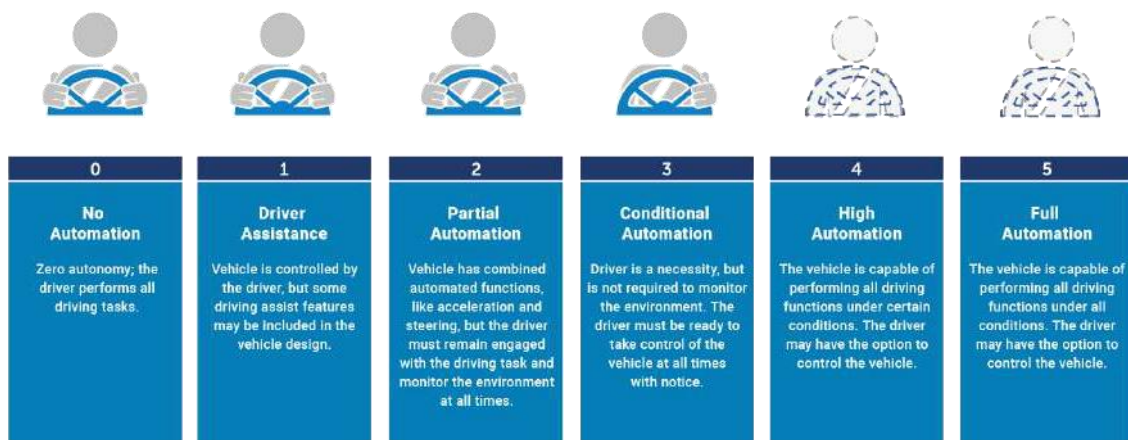 0
No
Automation
Zero autonomy; the
driver performs all
driving tasks.
1
Driver
Assistance
Vehicle is controlled by
the driver, but some
driving assist features
may be included in the
vehicle design.
2
Partial
Automation
Vehicle has combined
automated functions,
like acceleration and
steering, but the driver
must remain engaged
with the driving task and
monitor the environment
at all times.
3
Conditional
Automation
Driver is a necessity, but
is not required to monitor
the environment. The
driver must be ready to
take control of the
vehicle at all times
with notice.
4
High
Automation
The vehicle is capable of
performing all driving
functions under certain
conditions. The driver
may have the option to
control the vehicle.
5
Full
Automation
The vehicle is capable of
performing all driving
functions under all
conditions. The driver
may have the option to
control the vehicle.